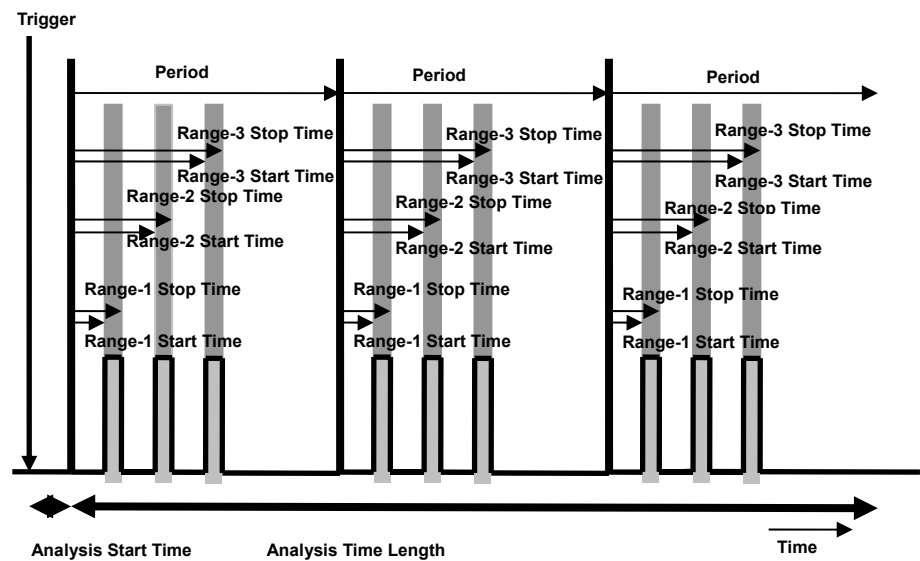 Trigger
Period
Period
Period
Range-3 Stop Time
Range-3 Stop Time
Range-3 Stop Time
Range-3 Start Time
Range-3 Start Time
Range-3 Start Time
Range-2 Stop Time
Range-2 Stop Time
Range-2 Stop Time
Range-2 Start Time
Range-2 Start Time
Range-2 Start Time
Range-1 Stop Time
Range-1 Stop Time
Range-1 Stop Time
Range-1 Start Time
Range-1 Start Time
Range-1 Start Time
Analysis Start Time
Analysis Time Length
Time